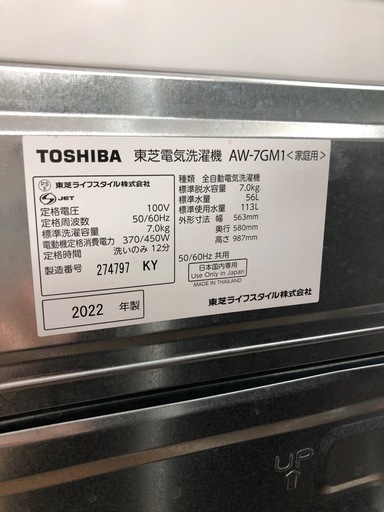 TOSHIBA 東芝電気洗濯機 AW-7GM1<家庭用>
PS
E
東芝ライフスタイル株式会社
JET
定格電圧 100V
定格周波数 50/60Hz
標準洗濯容量 7.0kg
電動機定格消費電力 370/450W
定格時間 洗いのみ 12分
製造番号 274797 KY
2022 年製
種類 全自動電気洗濯機
標準脱水容量 7.0kg
標準水量 56L
標準使用水量 113L
外形寸法 幅 563mm
奥行 580mm
高さ 987mm
50/60Hz 共用
日本国内専用
Use Only in Japan
MADE IN THAILAND
東芝ライフスタイル株式会社
UP